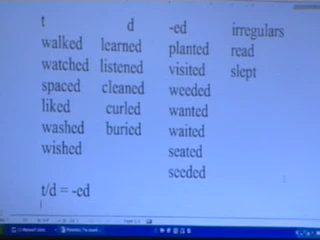 t d -ed irregulars
walked learned planted read
watched listened visited slept
spaced cleaned weeded
liked curled wanted
washed buried waited
wished seated
seeded
t/d = -ed